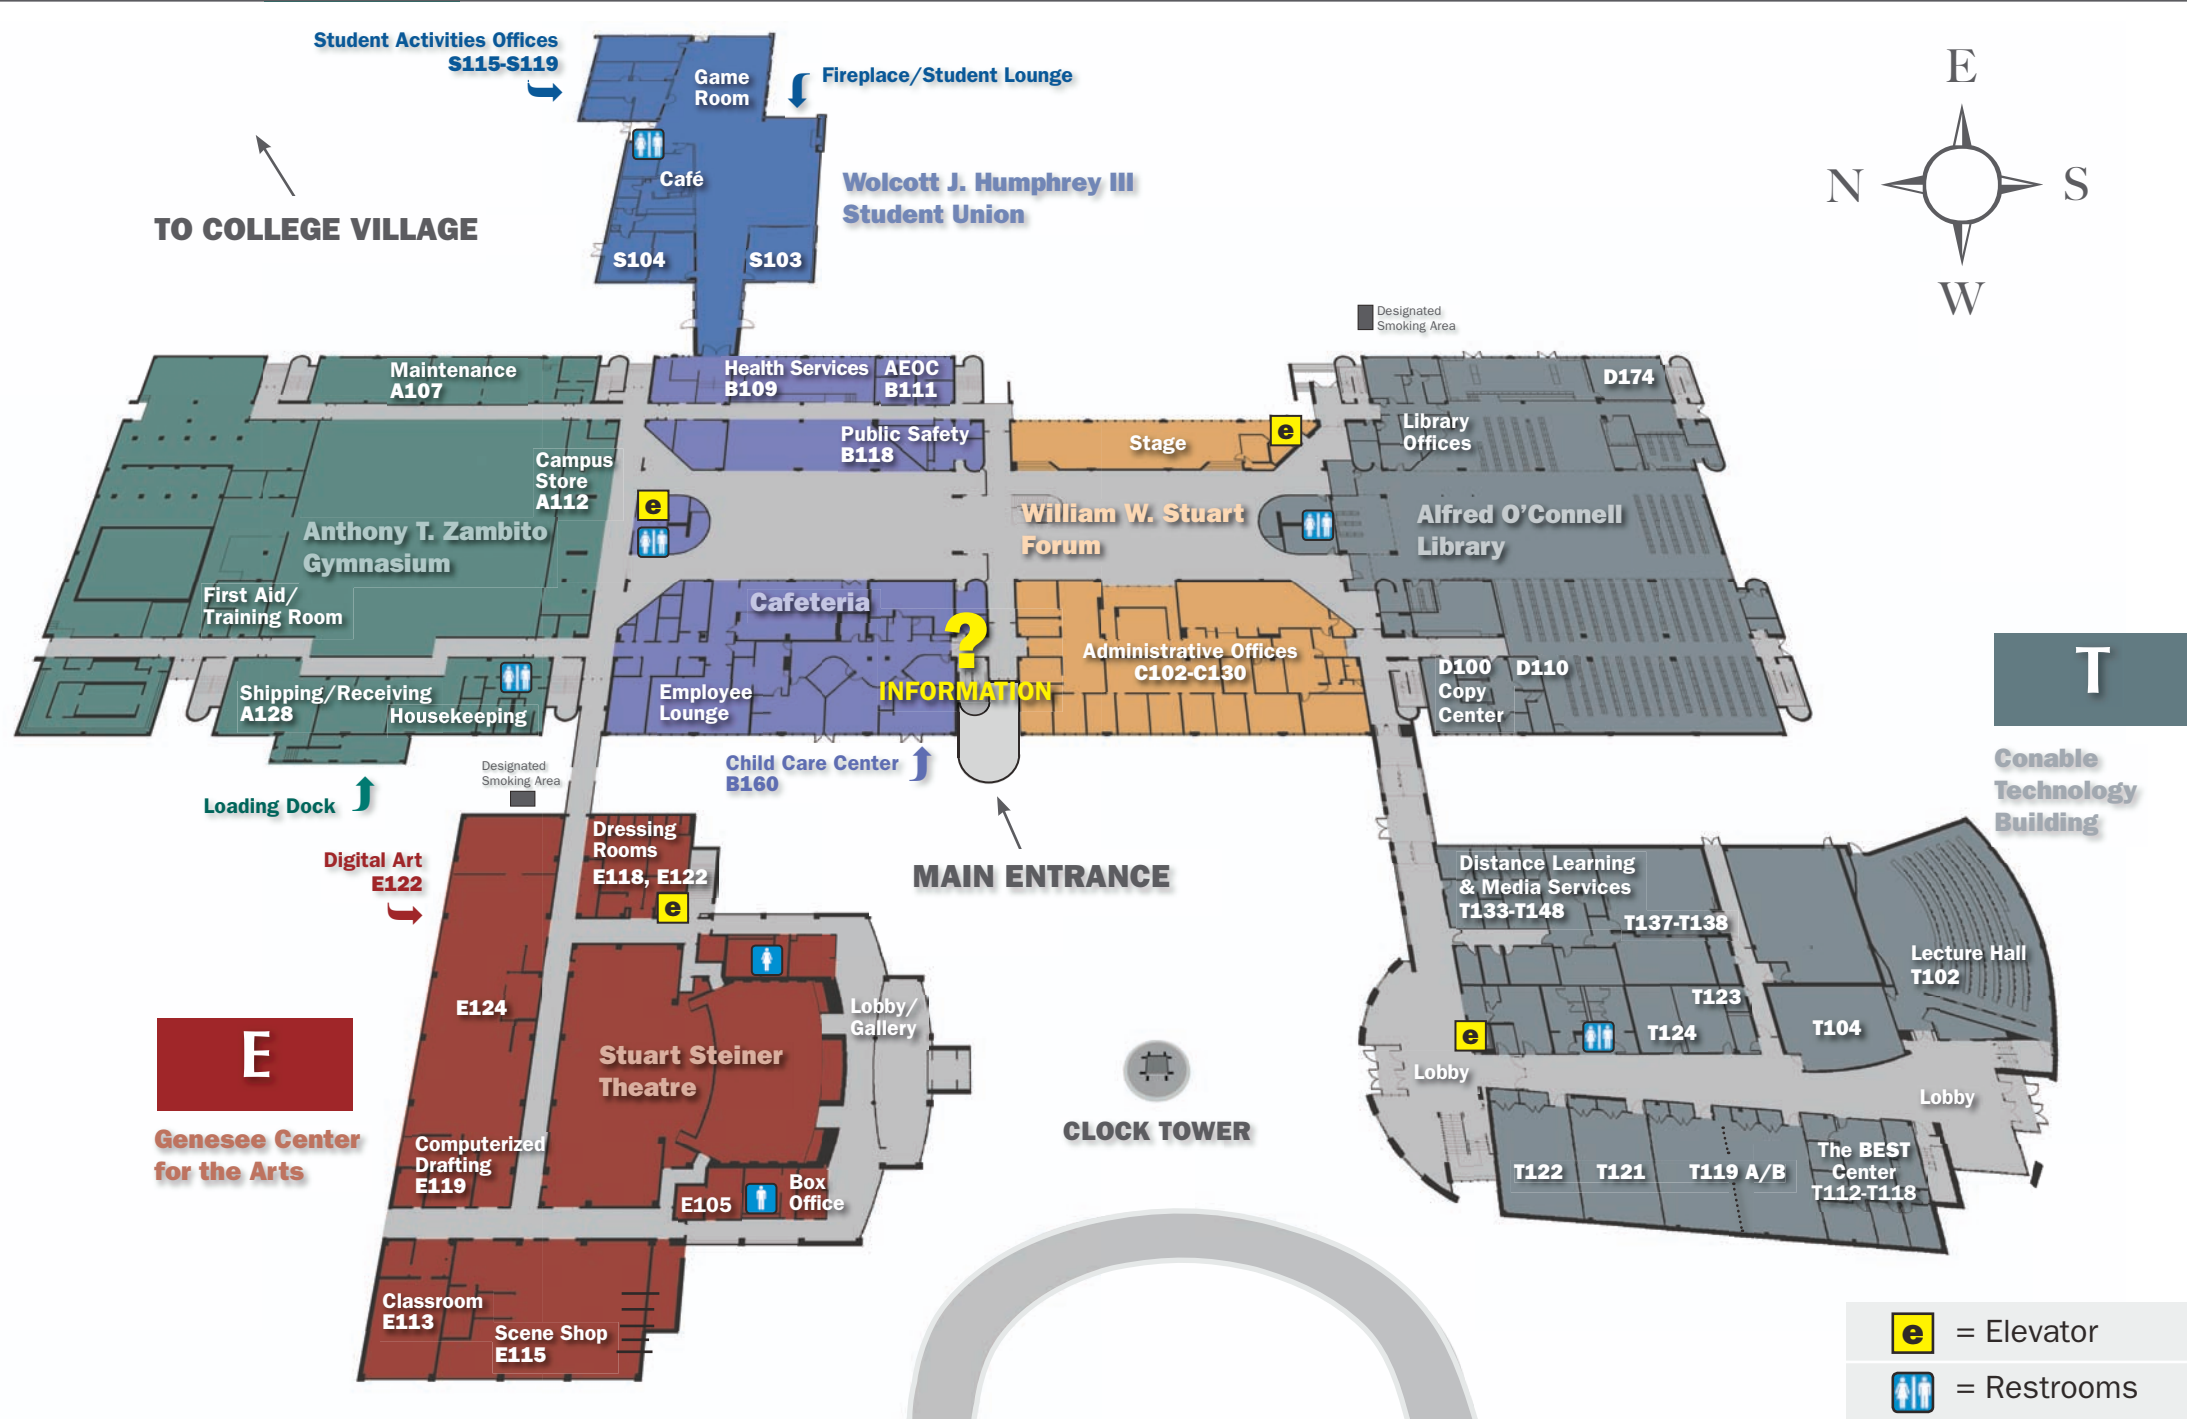 Student Activities Offices
S115-S119
Game
Room
Fireplace/Student Lounge
E
N
S
W
Café
Wolcott J. Humphrey III
Student Union
TO COLLEGE VILLAGE
S104
S103
Designated
Smoking Area
Maintenance
A107
Health Services
B109
AEOC
B111
D174
Public Safety
B118
Stage
e
Library
Offices
Campus
Store
A112
e
Anthony T. Zambito
Gymnasium
William W. Stuart
Forum
Alfred O'Connell
Library
First Aid/
Training Room
Cafeteria
?
INFORMATION
Administrative Offices
C102-C130
D100
Copy
Center
D110
T
Shipping/Receiving
A128
Housekeeping
Employee
Lounge
Conable
Technology
Building
Designated
Smoking Area
Child Care Center
B160
Loading Dock
MAIN ENTRANCE
Digital Art
E122
Dressing
Rooms
E118, E122
e
Distance Learning
& Media Services
T133-T148
T137-T138
Lecture Hall
T102
E124
Lobby/
Gallery
T123
T124
T104
e
E
Stuart Steiner
Theatre
Lobby
Lobby
CLOCK TOWER
Genesee Center
for the Arts
Computerized
Drafting
E119
E105
Box
Office
T122
T121
T119 A/B
The BEST
Center
T112-T118
Classroom
E113
Scene Shop
E115
e = Elevator
= Restrooms